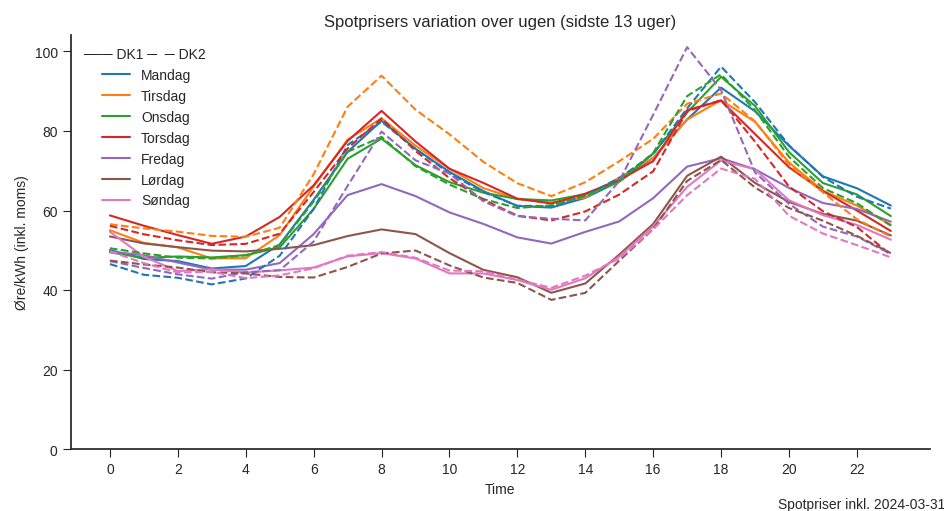 Spotprisers variation over ugen (sidste 13 uger)
DK1 DK2
Mandag
Tirsdag
Onsdag
Torsdag
Fredag
Lørdag
Søndag
Øre/kWh (inkl. moms)
100
80
60
40
20
0
0 2 4 6 8 10 12 14 16 18 20 22
Time
Spotpriser inkl. 2024-03-31